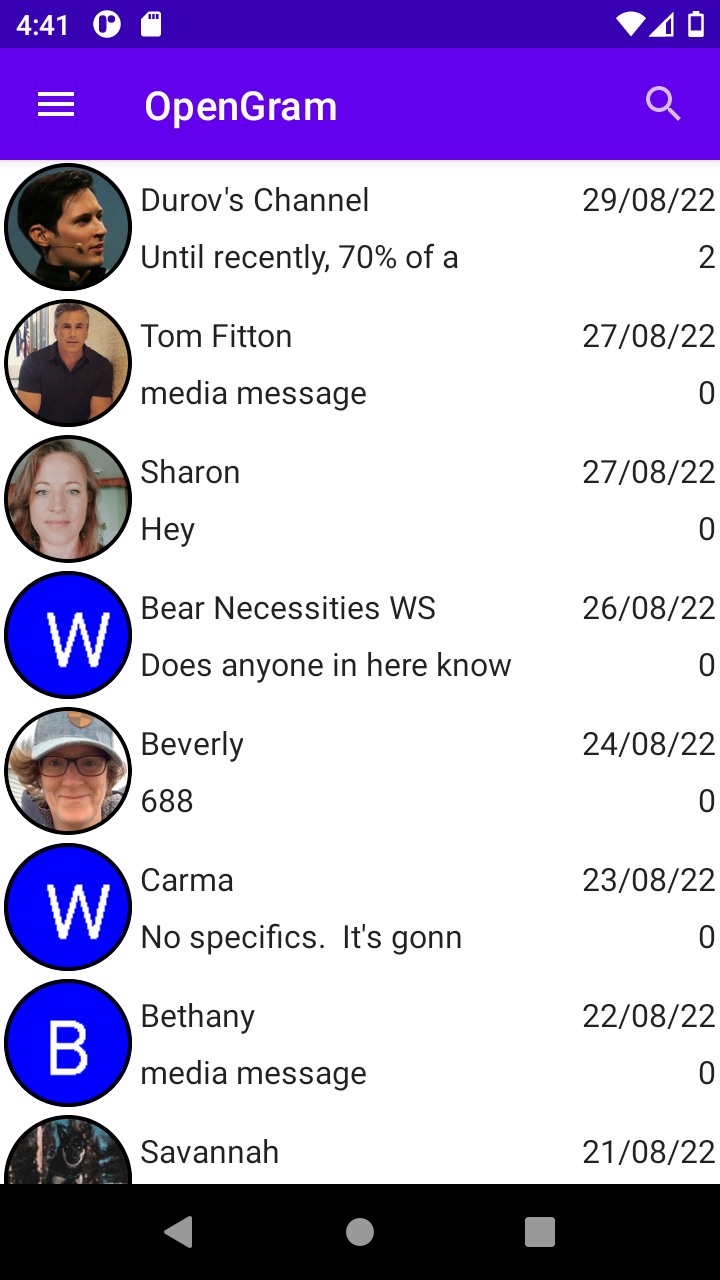 4:41
OpenGram
Durov's Channel 29/08/22
Until recently, 70% of a 2
Tom Fitton 27/08/22
media message 0
Sharon 27/08/22
Hey 0
W
Bear Necessities WS 26/08/22
Does anyone in here know 0
Beverly 24/08/22
688 0
W
Carma 23/08/22
No specifics.  It's gonn 0
B
Bethany 22/08/22
media message 0
Savannah 21/08/22